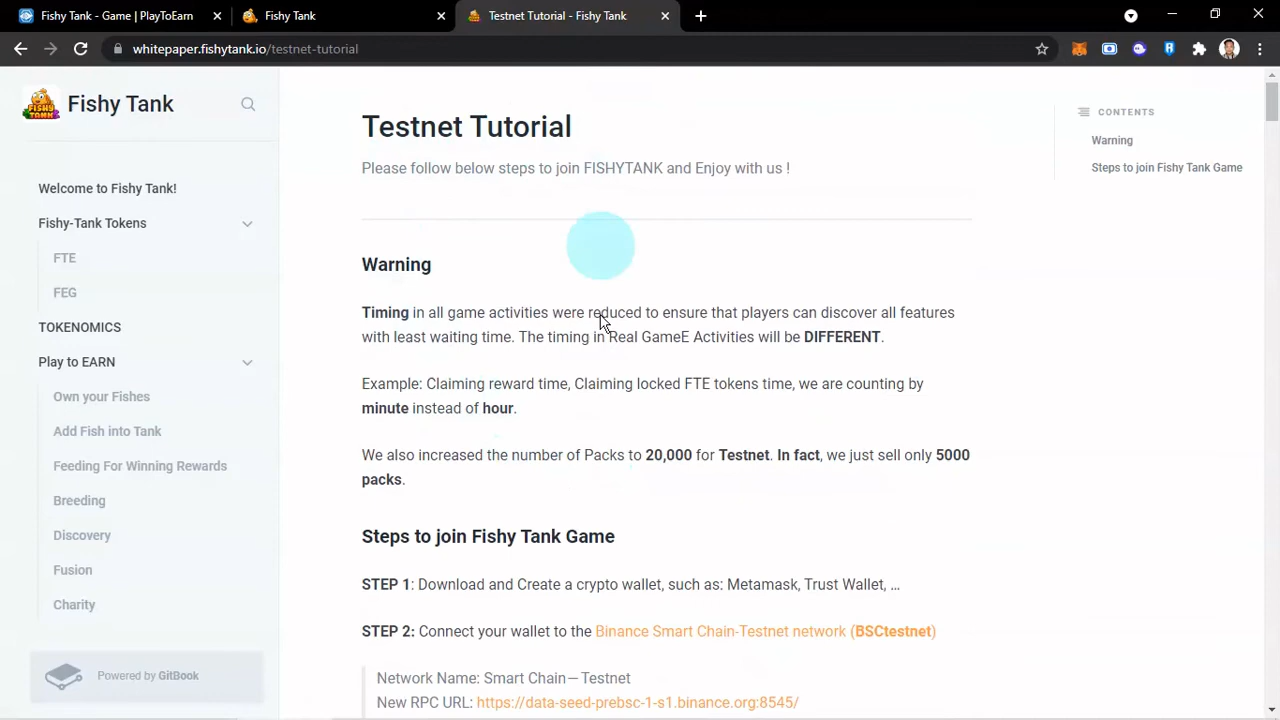 Fishy Tank - Game | PlayToEarn
Fishy Tank
Testnet Tutorial - Fishy Tank
whitepaper.fishytank.io/testnet-tutorial
Fishy Tank
Welcome to Fishy Tank!
Fishy-Tank Tokens
FTE
FEG
TOKENOMICS
Play to EARN
Own your Fishes
Add Fish into Tank
Feeding For Winning Rewards
Breeding
Discovery
Fusion
Charity
Powered by GitBook
Testnet Tutorial
Please follow below steps to join FISHYTANK and Enjoy with us !
Warning
Timing in all game activities were reduced to ensure that players can discover all features
with least waiting time. The timing in Real GameE Activities will be DIFFERENT.
Example: Claiming reward time, Claiming locked FTE tokens time, we are counting by
minute instead of hour.
We also increased the number of Packs to 20,000 for Testnet. In fact, we just sell only 5000
packs.
Steps to join Fishy Tank Game
STEP 1: Download and Create a crypto wallet, such as: Metamask, Trust Wallet, …
STEP 2: Connect your wallet to the Binance Smart Chain-Testnet network (BSCtestnet)
Network Name: Smart Chain — Testnet
New RPC URL: https://data-seed-prebsc-1-s1.binance.org:8545/
CONTENTS
Warning
Steps to join Fishy Tank Game